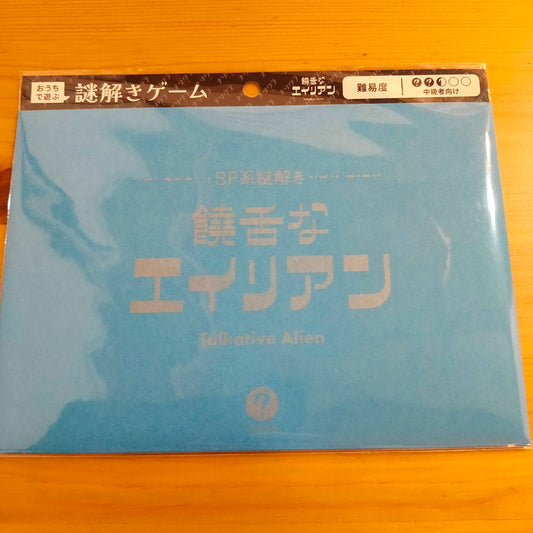 おうちで遊ぶ
謎解きゲーム
饒舌な
エイリアン
難易度
中級者向け
SF系謎解き
饒舌な
エイリアン
Talkative Alien